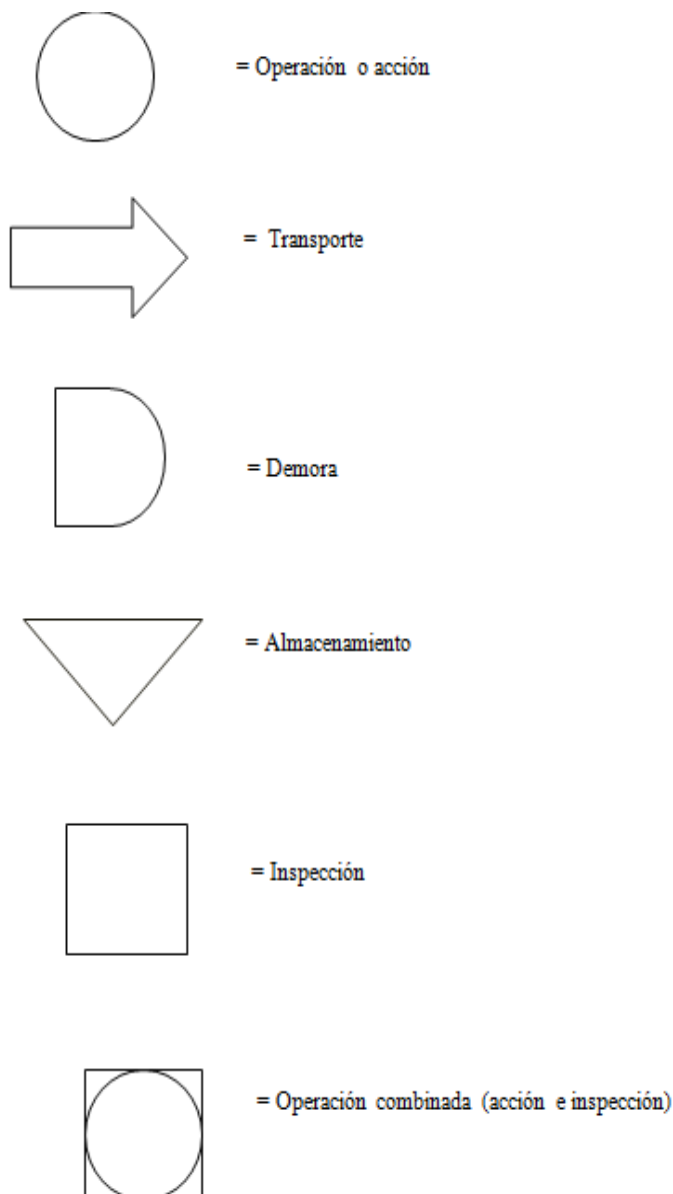 = Operación o acción
= Transporte
= Demora
= Almacenamiento
= Inspección
= Operación combinada (acción e inspección)